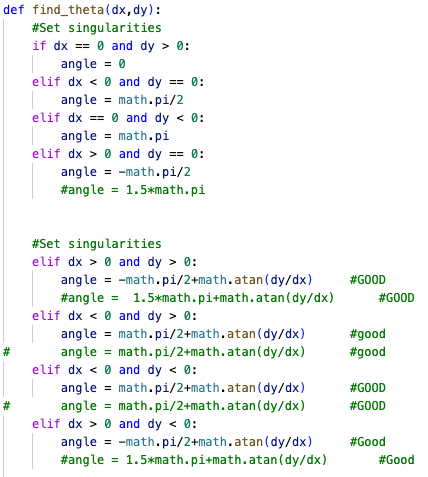 def find_theta(dx,dy):
    #Set singularities
    if dx == 0 and dy > 0:
        angle = 0
    elif dx < 0 and dy == 0:
        angle = math.pi/2
    elif dx == 0 and dy < 0:
        angle = math.pi
    elif dx > 0 and dy == 0:
        angle = -math.pi/2
        #angle = 1.5*math.pi
    #Set singularities
    elif dx > 0 and dy > 0:
        angle = -math.pi/2+math.atan(dy/dx)     #GOOD
        #angle =  1.5*math.pi+math.atan(dy/dx)      #GOOD
    elif dx < 0 and dy > 0:
        angle = math.pi/2+math.atan(dy/dx)      #good
#       angle = math.pi/2+math.atan(dy/dx)      #good
    elif dx < 0 and dy < 0:
        angle = math.pi/2+math.atan(dy/dx)      #GOOD
#       angle = math.pi/2+math.atan(dy/dx)      #GOOD
    elif dx > 0 and dy < 0:
        angle = -math.pi/2+math.atan(dy/dx)     #Good
        #angle = 1.5*math.pi+math.atan(dy/dx)       #Good